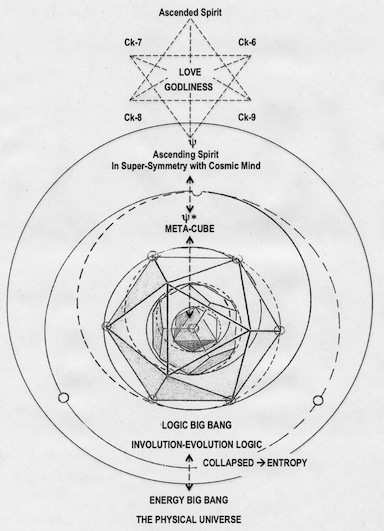 Ascended Spirit
Ck-7 Ck-6
LOVE
GODLINESS
Ck-8 Ck-9
ψ
Ascending Spirit
In Super-Symmetry with Cosmic Mind
ψ*
META-CUBE
LOGIC BIG BANG
INVOLUTION-EVOLUTION LOGIC
COLLAPSED → ENTROPY
ENERGY BIG BANG
THE PHYSICAL UNIVERSE